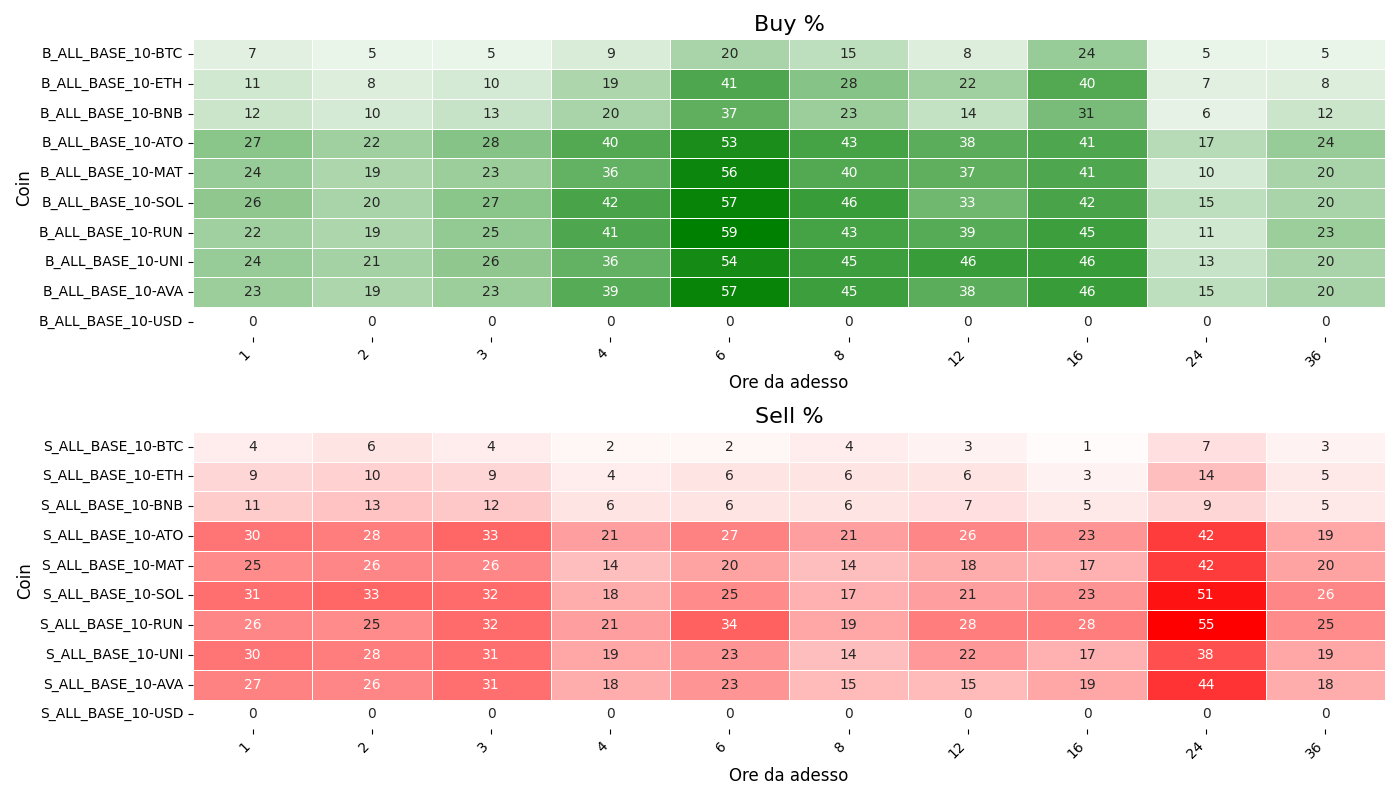 Buy %
Coin
B_ALL_BASE_10-BTC 7 5 5 9 20 15 8 24 5 5
B_ALL_BASE_10-ETH 11 8 10 19 41 28 22 40 7 8
B_ALL_BASE_10-BNB 12 10 13 20 37 23 14 31 6 12
B_ALL_BASE_10-ATO 27 22 28 40 53 43 38 41 17 24
B_ALL_BASE_10-MAT 24 19 23 36 56 40 37 41 10 20
B_ALL_BASE_10-SOL 26 20 27 42 57 46 33 42 15 20
B_ALL_BASE_10-RUN 22 19 25 41 59 43 39 45 11 23
B_ALL_BASE_10-UNI 24 21 26 36 54 45 46 46 13 20
B_ALL_BASE_10-AVA 23 19 23 39 57 45 38 46 15 20
B_ALL_BASE_10-USD 0 0 0 0 0 0 0 0 0 0
1 2 3 4 6 8 12 16 24 36
Ore da adesso
Sell %
Coin
S_ALL_BASE_10-BTC 4 6 4 2 2 4 3 1 7 3
S_ALL_BASE_10-ETH 9 10 9 4 6 6 6 3 14 5
S_ALL_BASE_10-BNB 11 13 12 6 6 6 7 5 9 5
S_ALL_BASE_10-ATO 30 28 33 21 27 21 26 23 42 19
S_ALL_BASE_10-MAT 25 26 26 14 20 14 18 17 42 20
S_ALL_BASE_10-SOL 31 33 32 18 25 17 21 23 51 26
S_ALL_BASE_10-RUN 26 25 32 21 34 19 28 28 55 25
S_ALL_BASE_10-UNI 30 28 31 19 23 14 22 17 38 19
S_ALL_BASE_10-AVA 27 26 31 18 23 15 15 19 44 18
S_ALL_BASE_10-USD 0 0 0 0 0 0 0 0 0 0
1 2 3 4 6 8 12 16 24 36
Ore da adesso